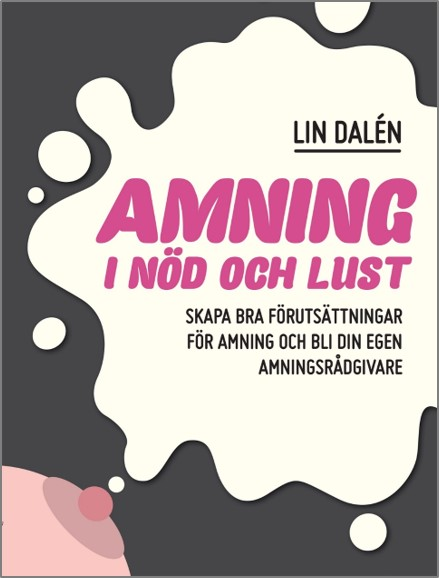 LIN DALÉN
AMNING
I NÖD OCH LUST
SKAPA BRA FÖRUTSÄTTNINGAR
FÖR AMNING OCH BLI DIN EGEN
AMNINGSRÅDGIVARE